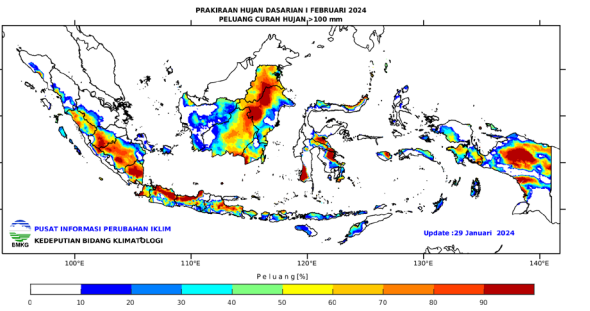 PRAKIRAAN HUJAN DASARIAN I FEBRUARI 2024
PELUANG CURAH HUJAN >100 mm
PUSAT INFORMASI PERUBAHAN IKLIM
KEDEPUTIAN BIDANG KLIMATOLOGI
BMKG
Update :29 Januari 2024
100°E 110°E 120°E 130°E 140°E
Peluang[%]
0 10 20 30 40 50 60 70 80 90